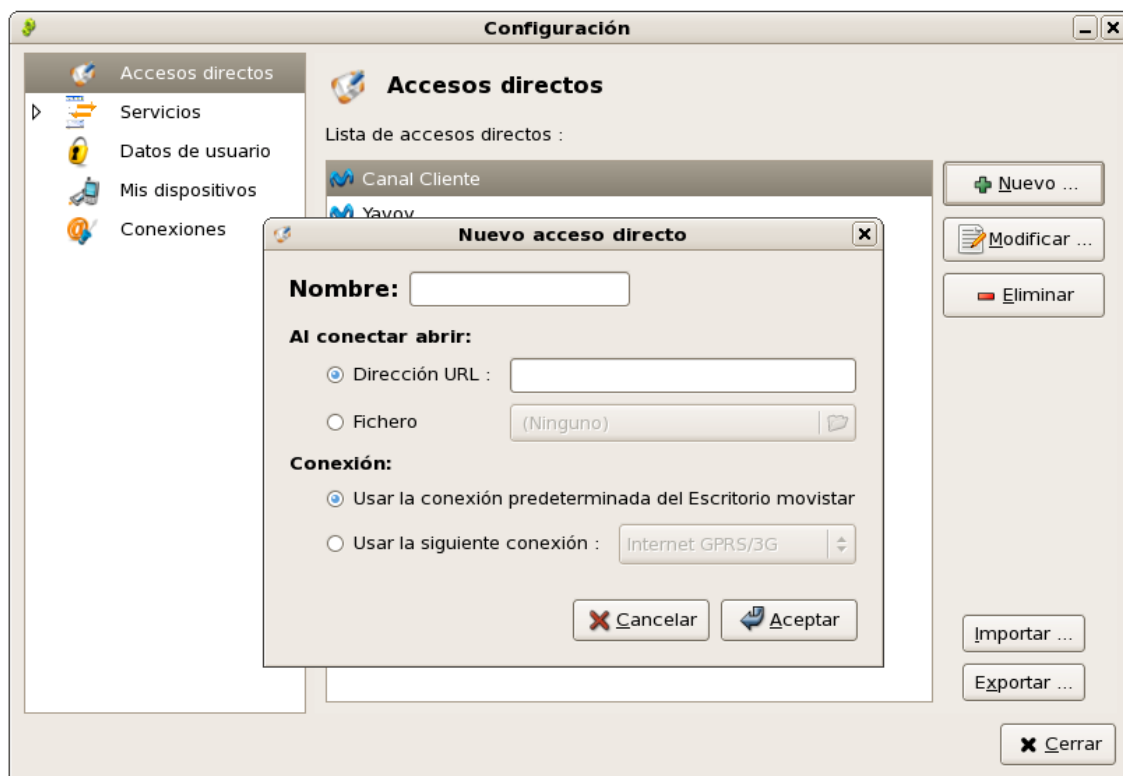 Configuración
Accesos directos
Servicios
Datos de usuario
Mis dispositivos
Conexiones
Accesos directos
Lista de accesos directos :
Canal Cliente
Yavoy
Nuevo ...
Modificar ...
Eliminar
Nuevo acceso directo
Nombre:
Al conectar abrir:
Dirección URL :
Fichero
(Ninguno)
Conexión:
Usar la conexión predeterminada del Escritorio movistar
Usar la siguiente conexión :
Internet GPRS/3G
Cancelar
Aceptar
Importar ...
Exportar ...
Cerrar